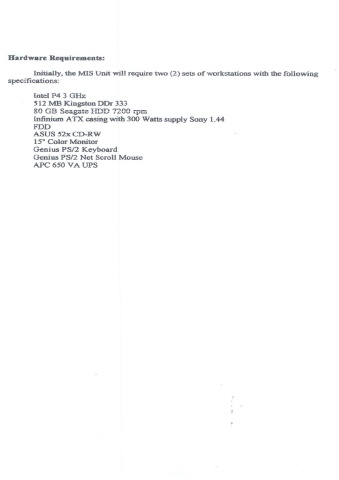 Hardware Requirements:
Initially, the MIS Unit will require two (2) sets of workstations with the following
specifications:
Intel P4 3 GHz
512 MB Kingston DDr 333
80 GB Seagate HDD 7200 rpm
Infinium ATX casing with 300 Watts supply Sony 1.44
FDD
ASUS 52x CD-RW
15" Color Monitor
Genius PS/2 Keyboard
Genius PS/2 Net Scroll Mouse
APC 650 VA UPS